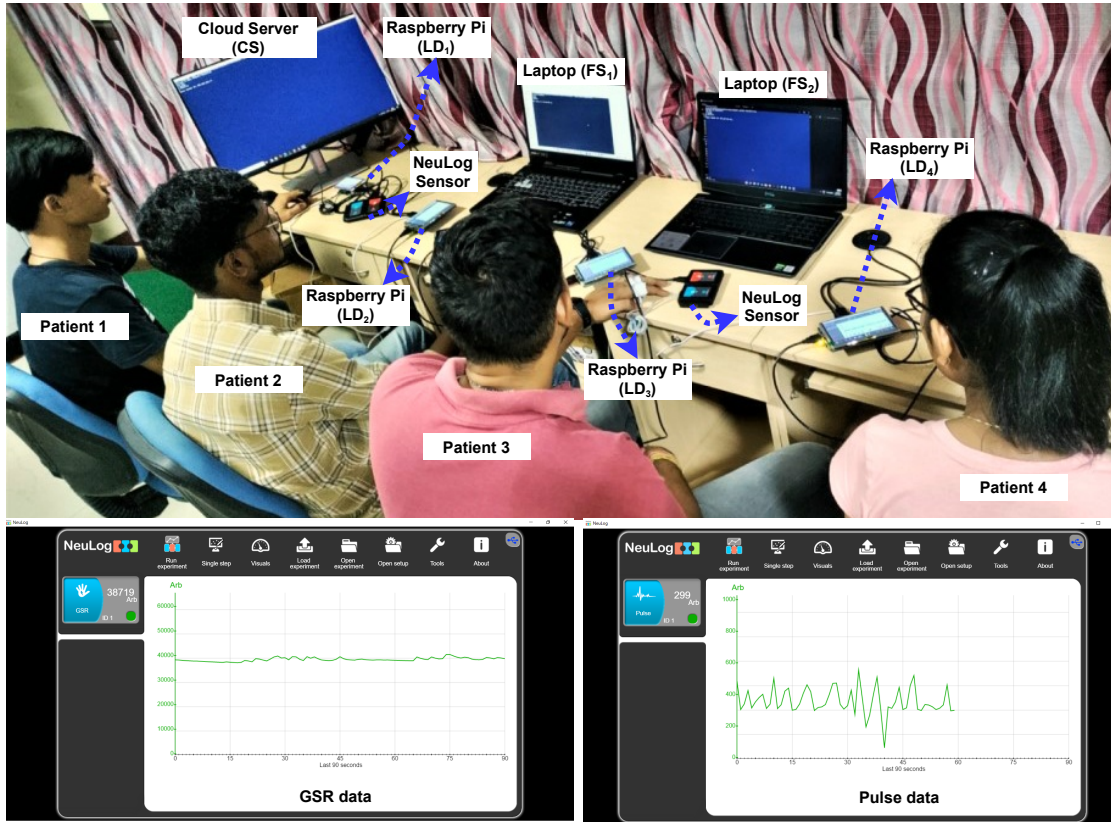 Cloud Server
(CS)
Raspberry Pi
(LD1)
Laptop (FS1)
Laptop (FS2)
Raspberry Pi
(LD4)
NeuLog
Sensor
Raspberry Pi
(LD2)
NeuLog
Sensor
Raspberry Pi
(LD3)
Patient 1
Patient 2
Patient 3
Patient 4
NeuLog
NeuLog
Run
experiment
Single step
Visuals
Load
experiment
Open
experiment
Open setup
Tools
About
GSR
38719
Arb
ID 1
Arb
60000
50000
40000
30000
20000
10000
0
0 15 30 45 60 75 90
Last 90 seconds
GSR data
NeuLog
NeuLog
Run
experiment
Single step
Visuals
Load
experiment
Open
experiment
Open setup
Tools
About
Pulse
299
Arb
ID 1
Arb
1000
800
600
400
200
0
0 15 30 45 60 75 90
Last 90 seconds
Pulse data